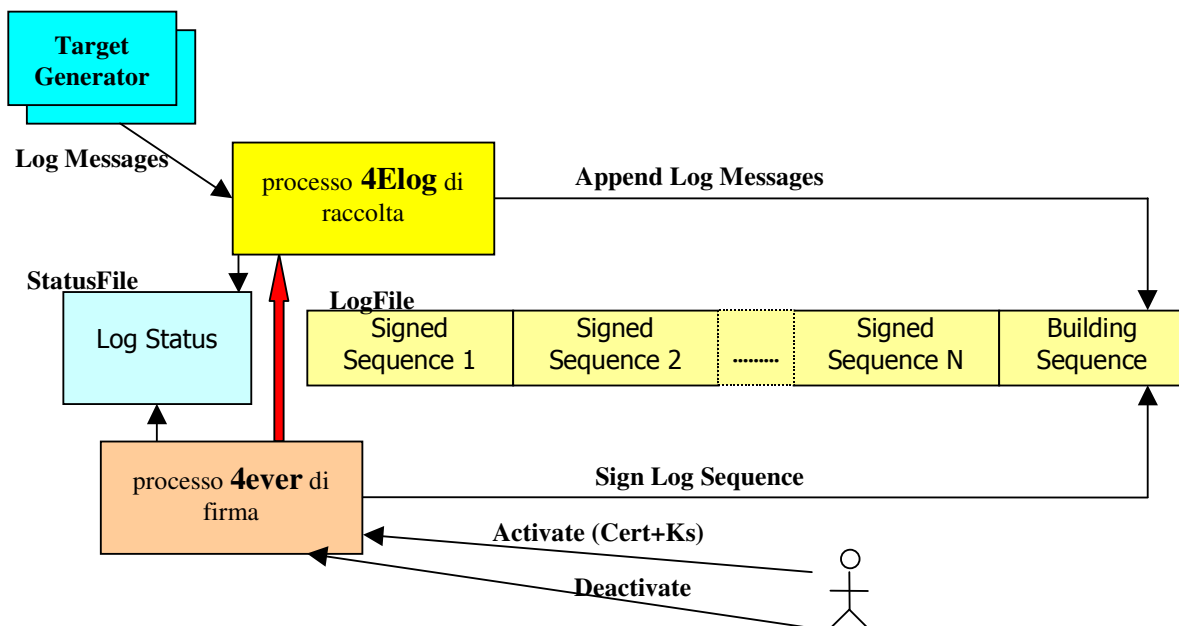 Target
Generator
Log Messages
processo 4Elog di
raccolta
Append Log Messages
StatusFile
Log Status
LogFile
Signed
Sequence 1
Signed
Sequence 2
.........
Signed
Sequence N
Building
Sequence
processo 4ever di
firma
Sign Log Sequence
Activate (Cert+Ks)
Deactivate